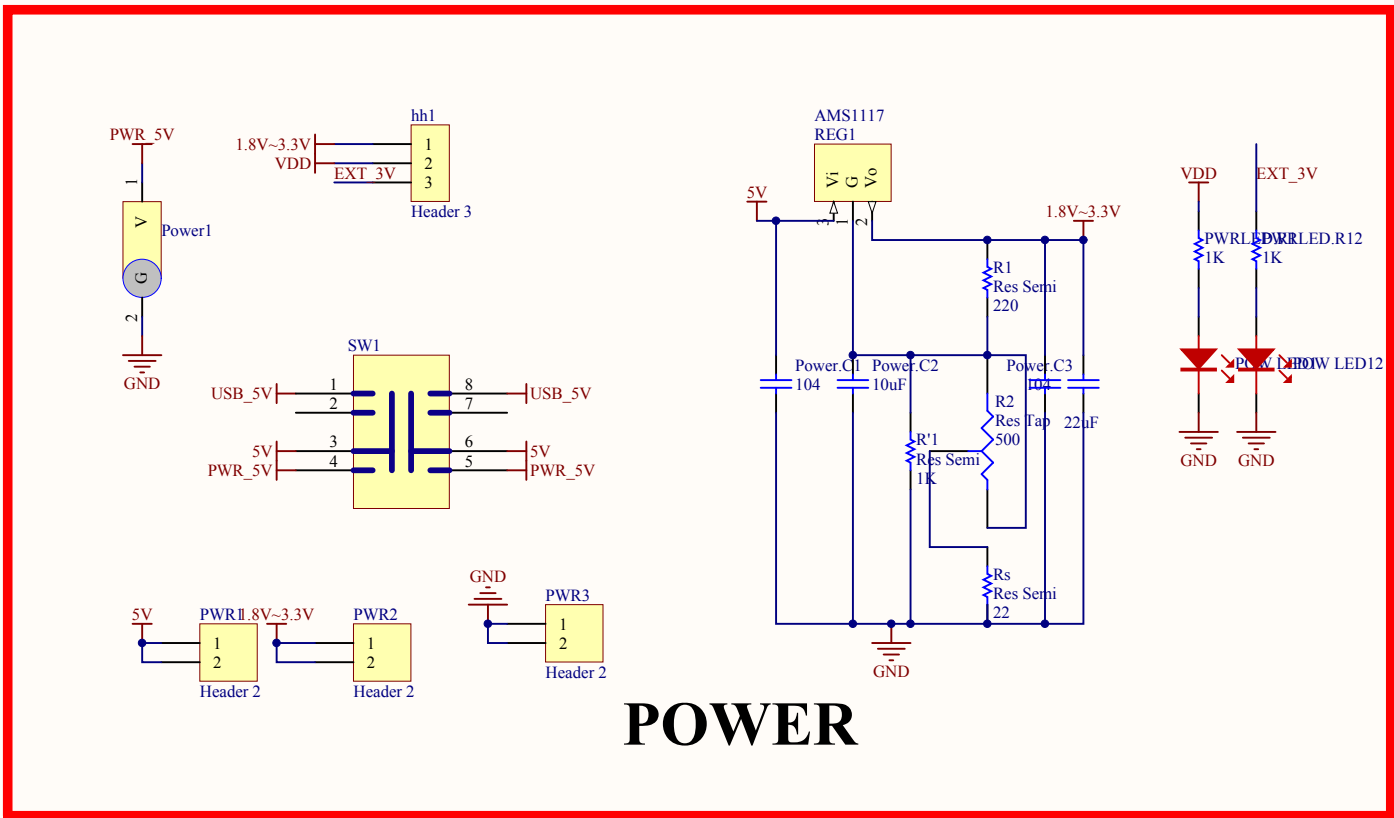 PWR_5V
1
V
Power1
G
2
GND
hh1
1.8V~3.3V
1
VDD
2
EXT_3V
3
Header 3
SW1
USB_5V
1
8
USB_5V
2
7
5V
3
6
5V
PWR_5V
4
5
PWR_5V
5V
PWR1
1
2
Header 2
1.8V~3.3V
PWR2
1
2
Header 2
GND
PWR3
1
2
Header 2
AMS1117
REG1
Vi
G
Vo
3
1
2
5V
1.8V~3.3V
R1
Res Semi
220
Power.C1
104
Power.C2
10uF
Power.C3
104
22uF
R2
Res Tap
500
R'1
Res Semi
1K
Rs
Res Semi
22
GND
VDD
EXT_3V
PWRLED.R12
1K
1K
POW LED12
GND
GND
POWER